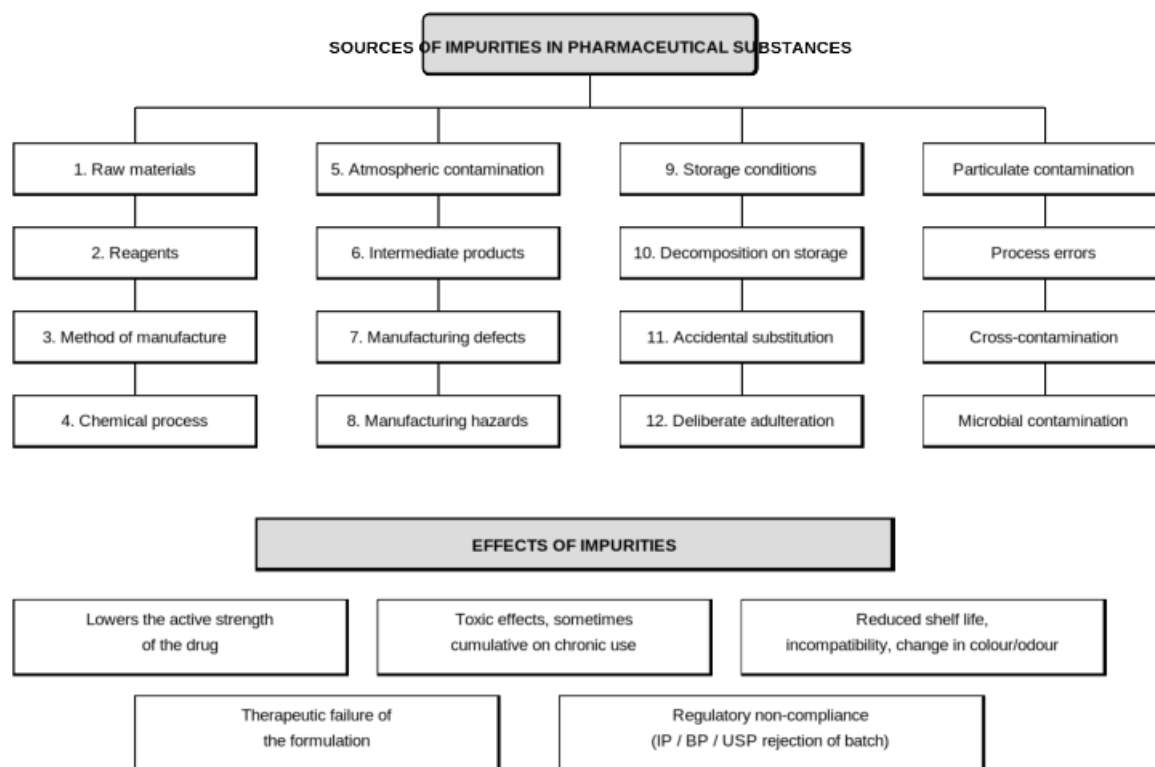 SOURCES OF IMPURITIES IN PHARMACEUTICAL SUBSTANCES
1. Raw materials
2. Reagents
3. Method of manufacture
4. Chemical process
5. Atmospheric contamination
6. Intermediate products
7. Manufacturing defects
8. Manufacturing hazards
9. Storage conditions
10. Decomposition on storage
11. Accidental substitution
12. Deliberate adulteration
Particulate contamination
Process errors
Cross-contamination
Microbial contamination
EFFECTS OF IMPURITIES
Lowers the active strength
of the drug
Toxic effects, sometimes
cumulative on chronic use
Reduced shelf life,
incompatibility, change in colour/odour
Therapeutic failure of
the formulation
Regulatory non-compliance
(IP / BP / USP rejection of batch)